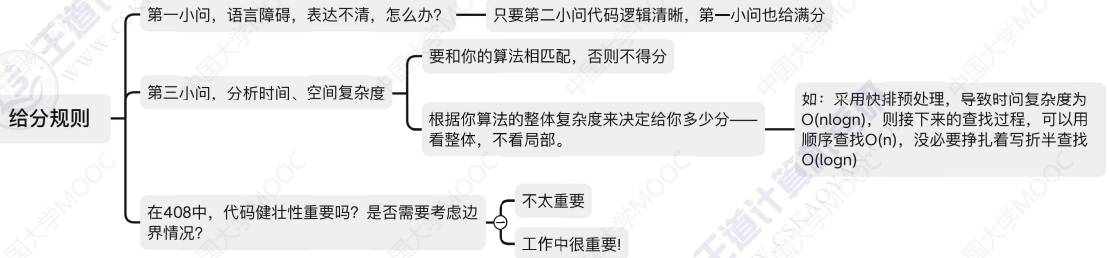 给分规则
第一小问，语言障碍，表达不清，怎么办？
只要第二小问代码逻辑清晰，第一小问也给满分
第三小问，分析时间、空间复杂度
要和你的算法相匹配，否则不得分
根据你算法的整体复杂度来决定给你多少分——
看整体，不看局部。
如：采用快排预处理，导致时间复杂度为
O(nlogn)，则接下来的查找过程，可以用
顺序查找O(n)，没必要挣扎着写折半查找
O(logn)
在408中，代码健壮性重要吗？是否需要考虑边
界情况？
不太重要
工作中很重要!